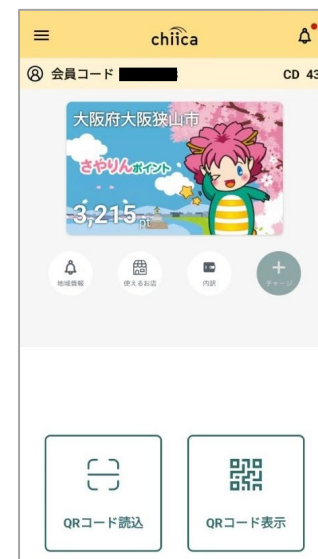 chiica
会員コード
CD 43
大阪府大阪狭山市
さやりんポイント
3,215pt
地域情報
使えるお店
内訳
チャージ
QRコード読込
QRコード表示